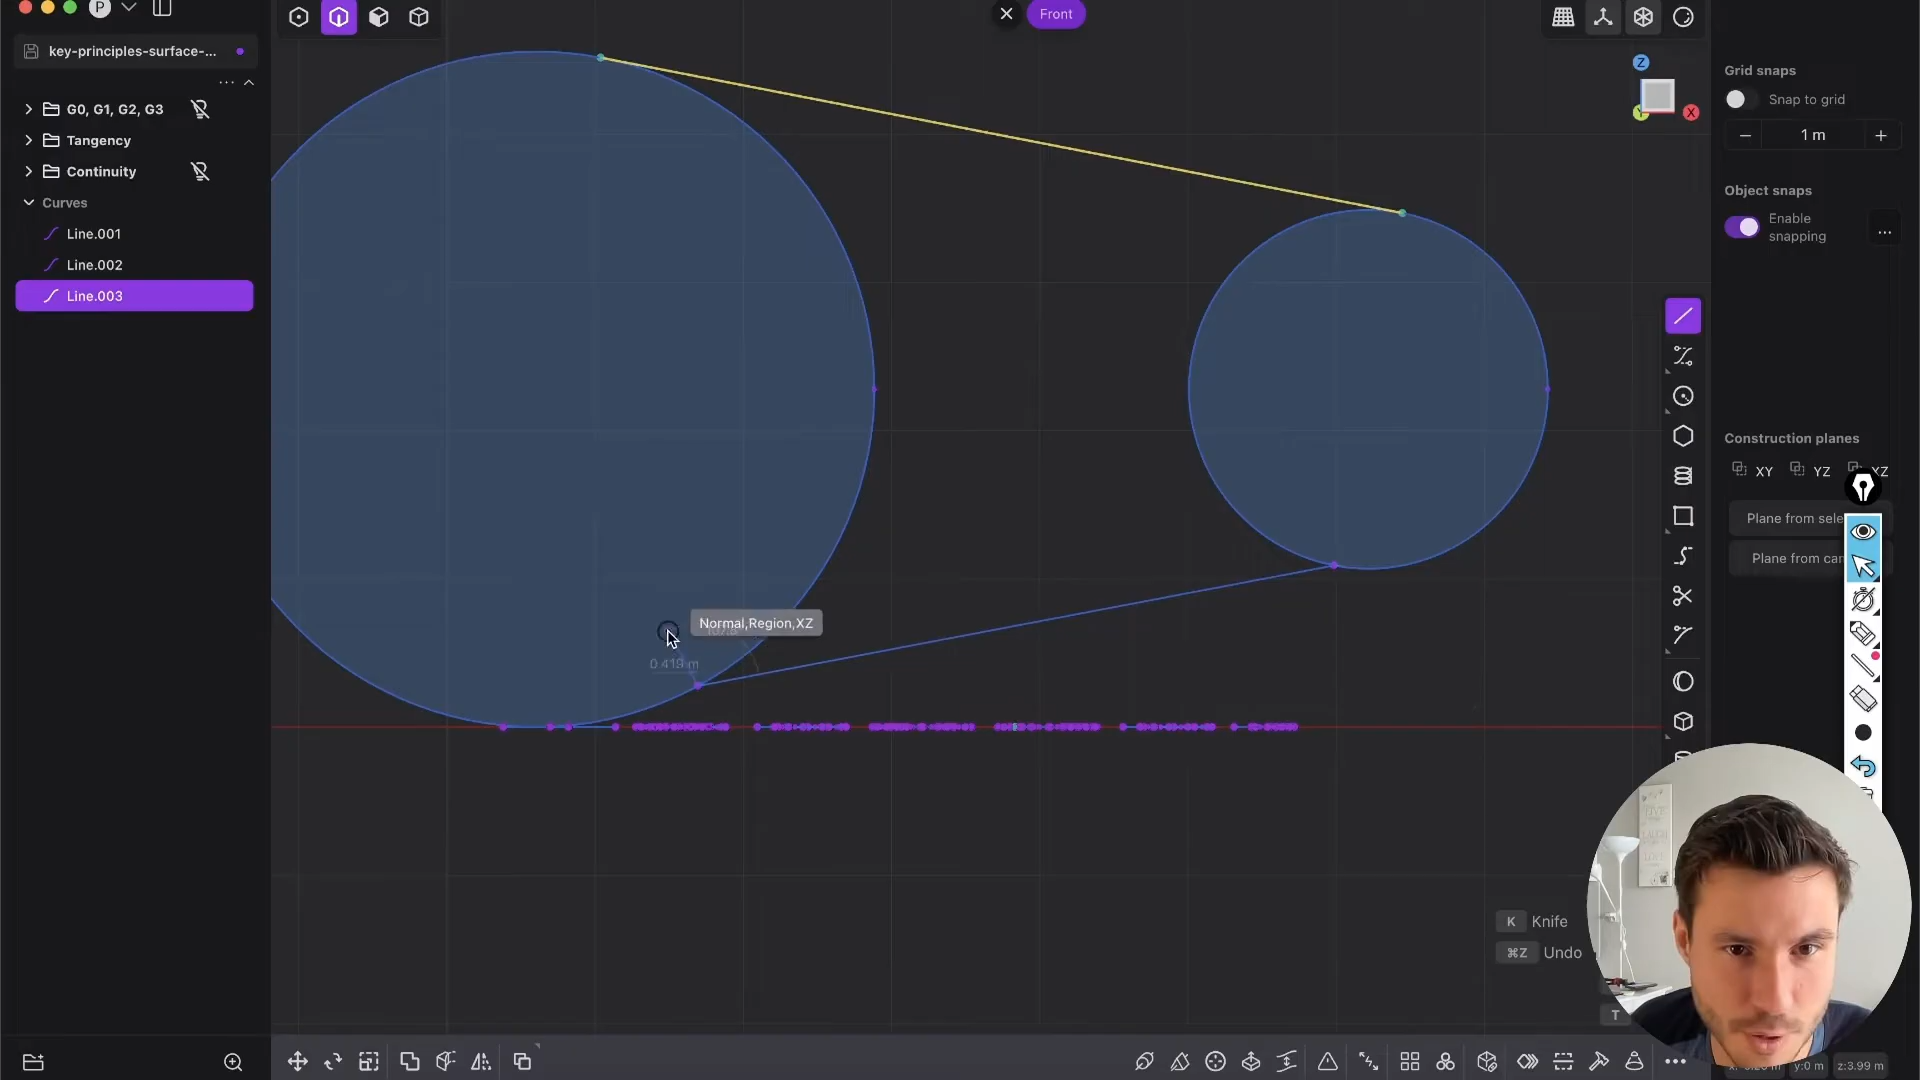 P
key-principles-surface-...
Front
G0, G1, G2, G3
Tangency
Continuity
Curves
Line.001
Line.002
Line.003
Z
Y
X
Grid snaps
Snap to grid
1 m
Object snaps
Enable
snapping
Construction planes
XY
YZ
XZ
Plane from sele
Plane from car
Normal,Region,XZ
0.419 m
K Knife
⌘Z Undo
T
y:0 m
z:3.99 m